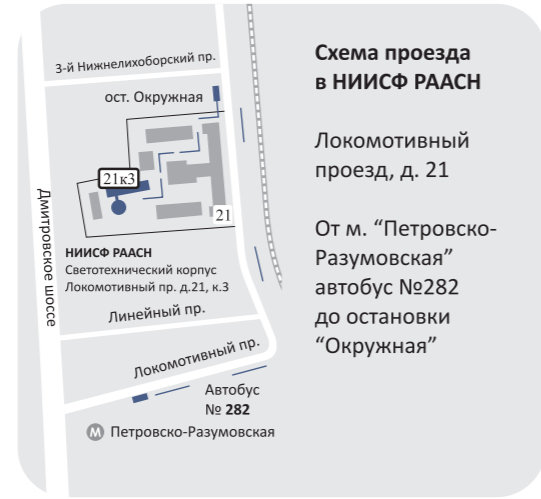 3-й Нижнелихоборский пр.
ост. Окружная
21к3
21
Дмитровское шоссе
НИИСФ РААСН
Светотехнический корпус
Локомотивный пр. д.21, к.3
Линейный пр.
Локомотивный пр.
Автобус
№ 282
М Петровско-Разумовская
Схема проезда
в НИИСФ РААСН
Локомотивный
проезд, д. 21
От м. “Петровско-
Разумовская”
автобус №282
до остановки
“Окружная”